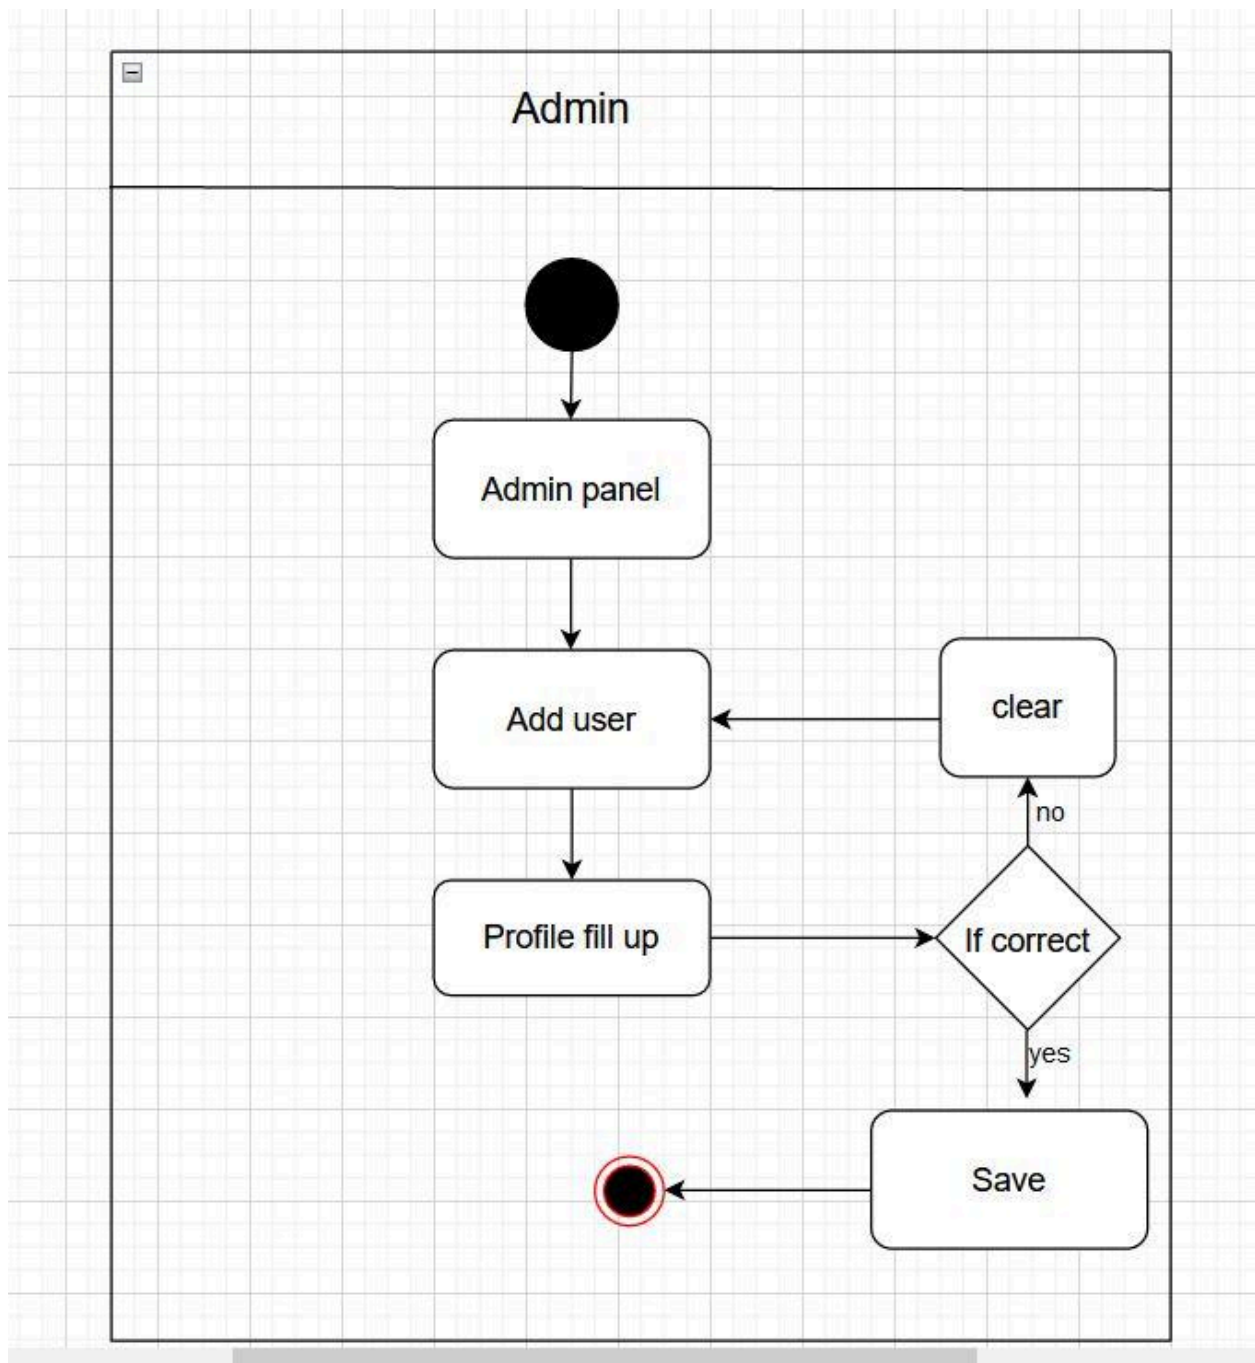 Admin
Admin panel
Add user
clear
no
Profile fill up
If correct
yes
Save